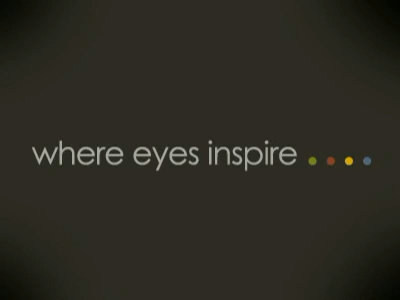 where eyes inspire ....